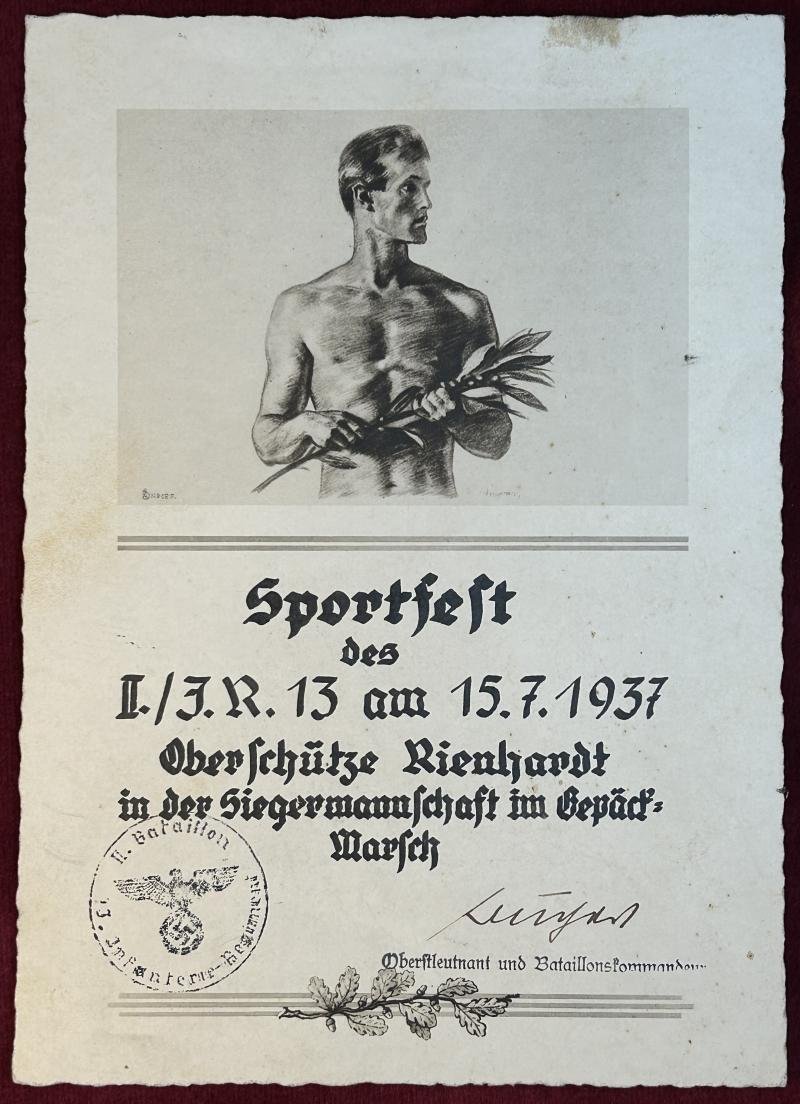 Sportfest
des
II./J.R. 13 am 15.7.1937
Oberschütze Rienhardt
in der Siegermannschaft im Gepäck=
Marsch
II. Bataillon
13. Infanterie-Regiment
Oberstleutnant und Bataillonskommandeur